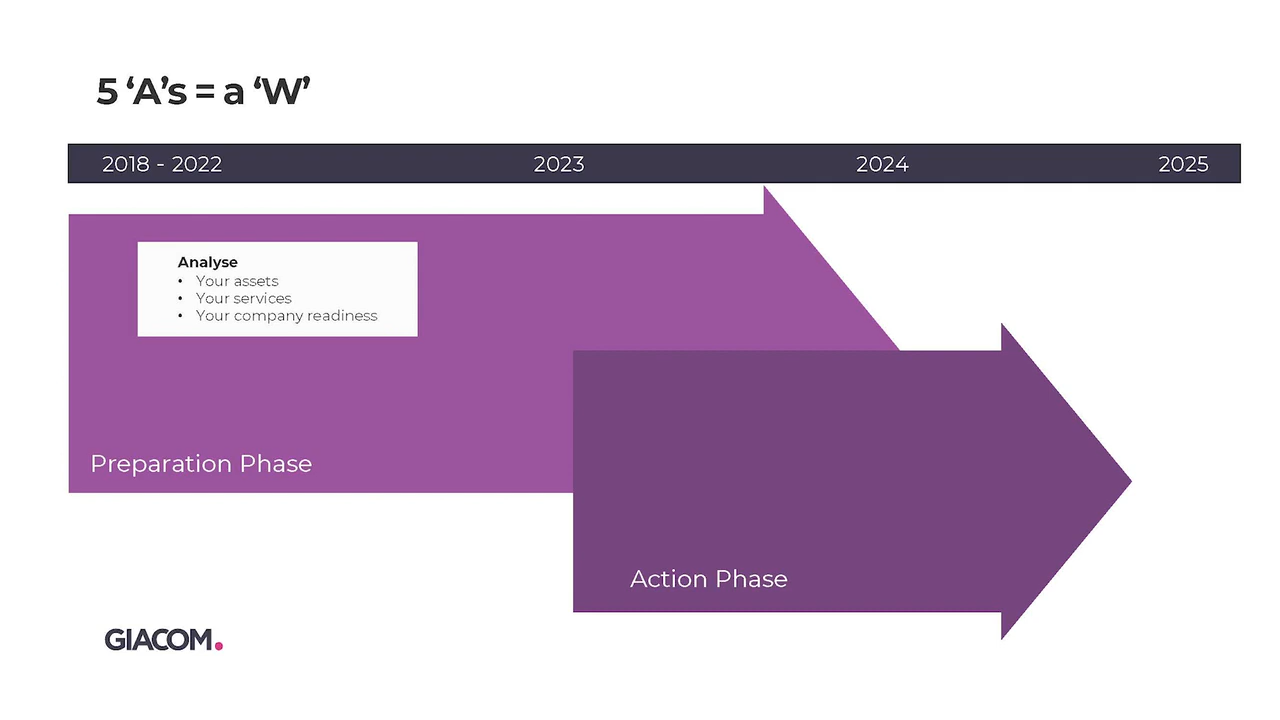 5 ‘A’s = a ‘W’
2018 - 2022 2023 2024 2025
Analyse
• Your assets
• Your services
• Your company readiness
Preparation Phase
Action Phase
GIACOM.